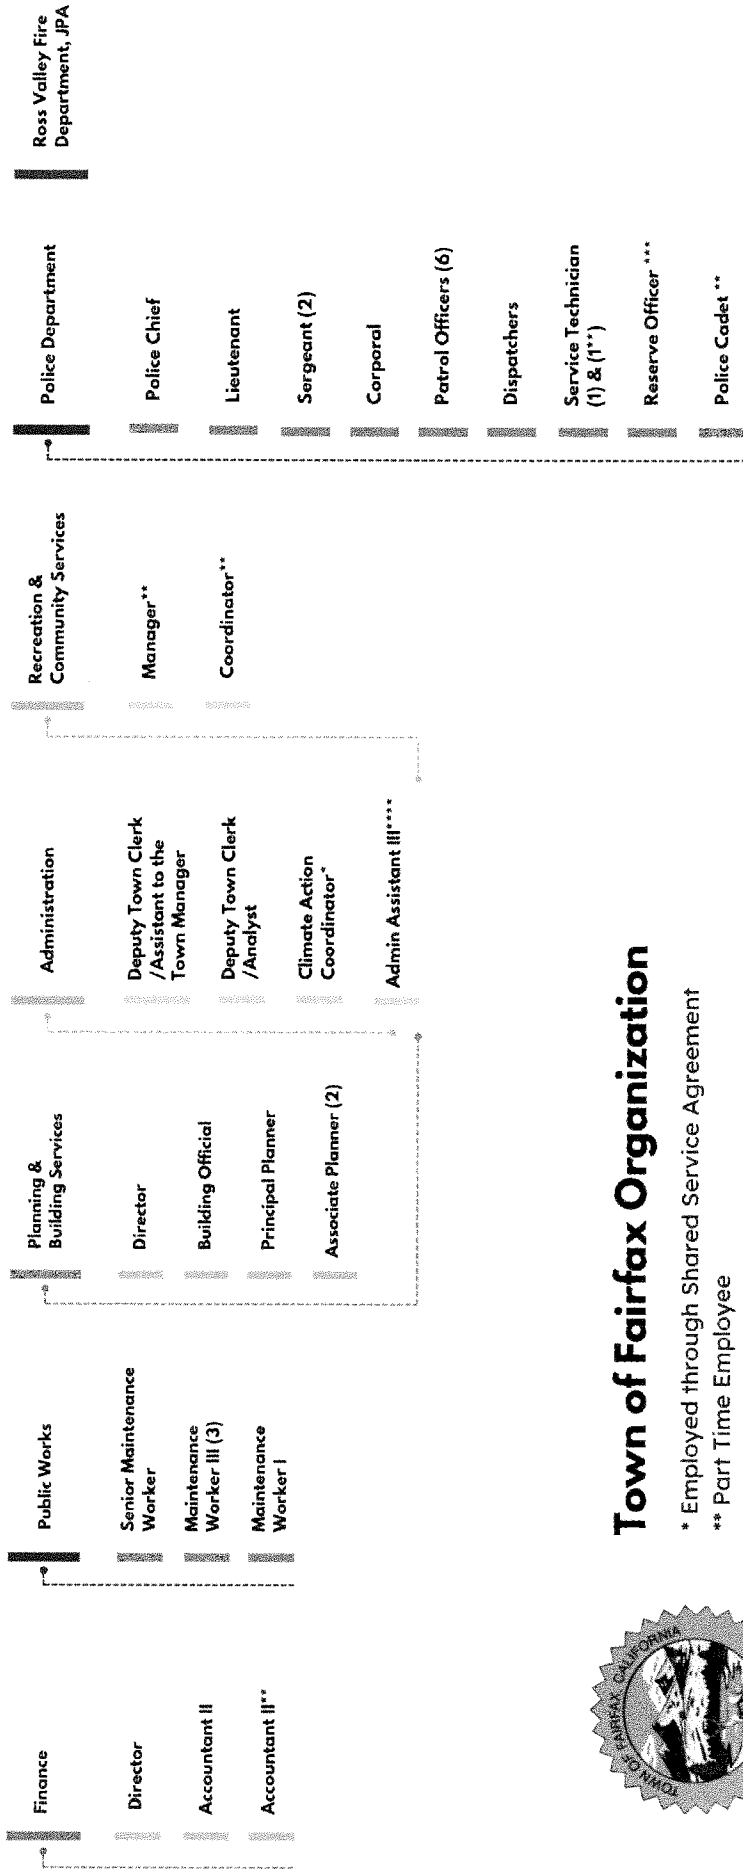 Finance
Director
Accountant II
Accountant II**
Public Works
Senior Maintenance
Worker
Maintenance
Worker III (3)
Maintenance
Worker I
Planning &
Building Services
Director
Building Official
Principal Planner
Associate Planner (2)
Administration
Deputy Town Clerk
/Assistant to the
Town Manager
Deputy Town Clerk
/Analyst
Climate Action
Coordinator*
Admin Assistant III****
Recreation &
Community Services
Manager**
Coordinator**
Police Department
Police Chief
Lieutenant
Sergeant (2)
Corporal
Patrol Officers (6)
Dispatchers
Service Technician
(1) & (1**)
Reserve Officer ***
Police Cadet **
Ross Valley Fire
Department, JPA
TOWN OF FAIRFAX CALIFORNIA
Town of Fairfax Organization
* Employed through Shared Service Agreement
** Part Time Employee